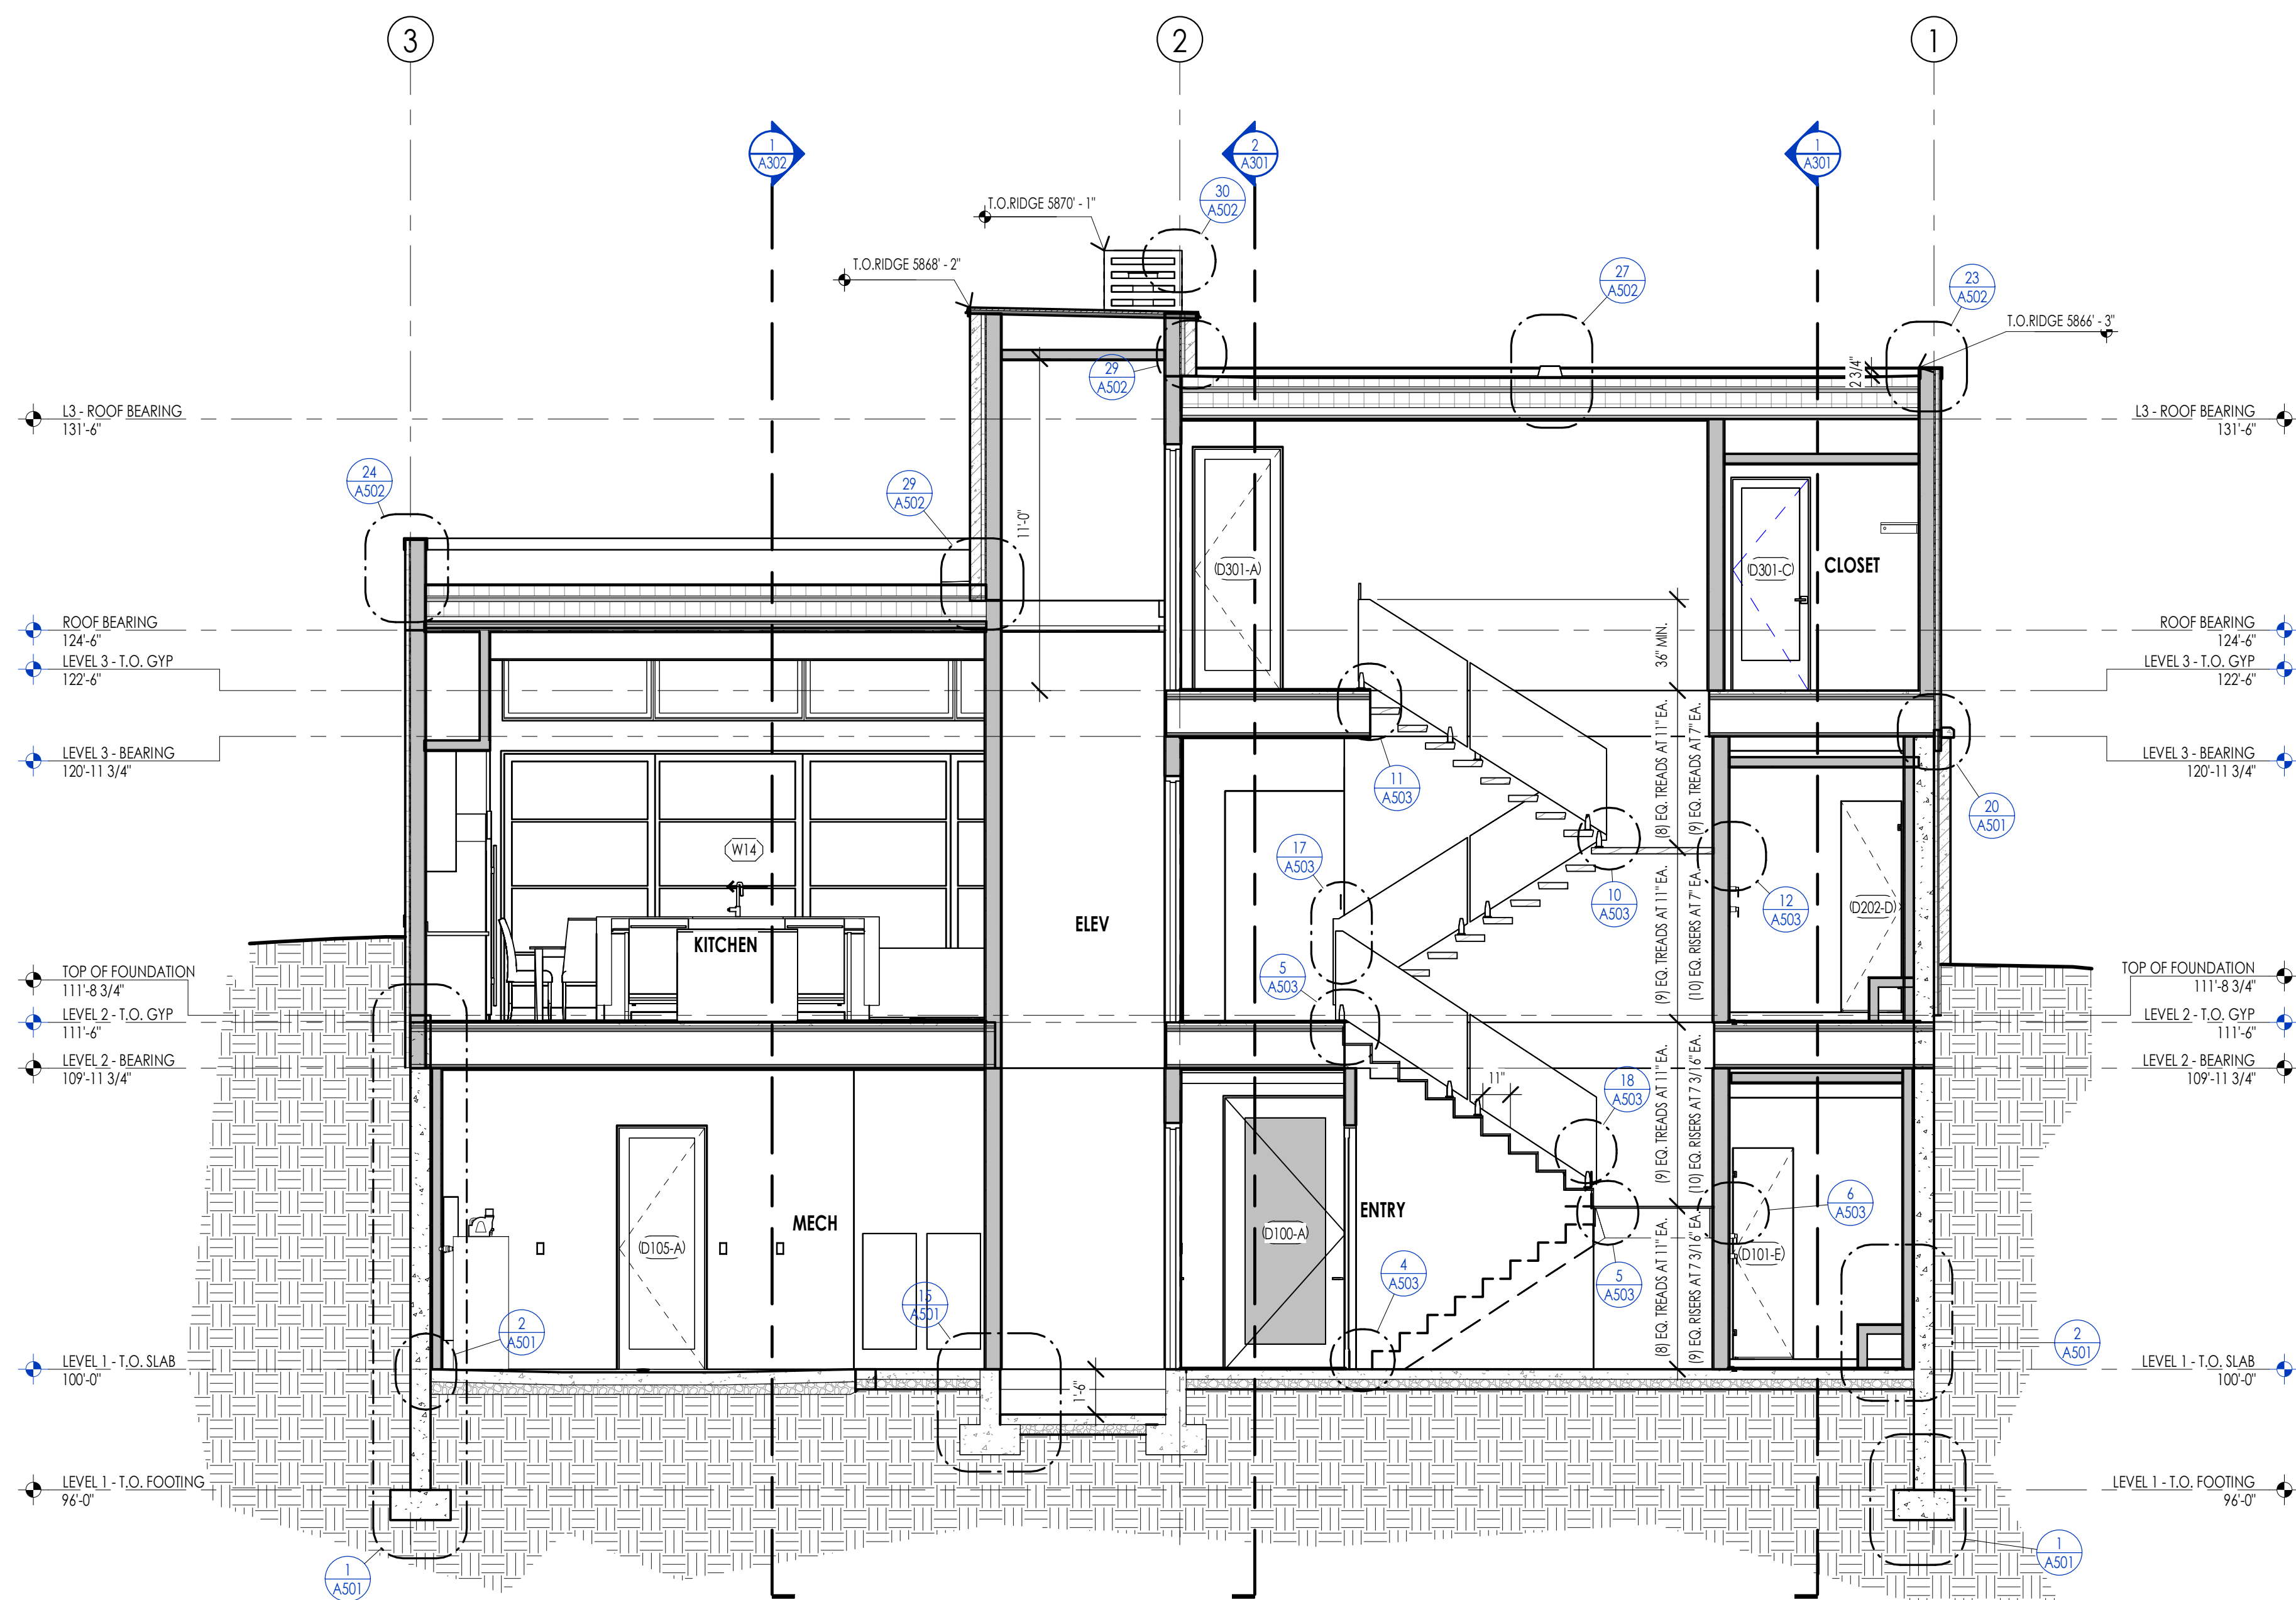 3
2
1
1
A302
2
A301
1
A301
30
A502
T.O.RIDGE 5870' - 1"
T.O.RIDGE 5868' - 2"
27
A502
23
A502
T.O.RIDGE 5866' - 3"
29
A502
2 3/4"
L3 - ROOF BEARING
131'-6"
L3 - ROOF BEARING
131'-6"
24
A502
29
A502
11'-0"
(D301-A)
(D301-C)
CLOSET
ROOF BEARING
124'-6"
LEVEL 3 - T.O. GYP
122'-6"
ROOF BEARING
124'-6"
LEVEL 3 - T.O. GYP
122'-6"
36" MIN.
LEVEL 3 - BEARING
120'-11 3/4"
LEVEL 3 - BEARING
120'-11 3/4"
11
A503
(8) EQ. TREADS AT 11" EA.
(9) EQ. TREADS AT 7" EA.
20
A501
W14
17
A503
10
A503
12
A503
(D202-D)
KITCHEN
ELEV
(9) EQ. TREADS AT 11" EA.
(10) EQ. RISERS AT 7" EA.
5
A503
TOP OF FOUNDATION
111'-8 3/4"
LEVEL 2 - T.O. GYP
111'-6"
LEVEL 2 - BEARING
109'-11 3/4"
TOP OF FOUNDATION
111'-8 3/4"
LEVEL 2 - T.O. GYP
111'-6"
LEVEL 2 - BEARING
109'-11 3/4"
11"
18
A503
(9) EQ. TREADS AT 11" EA.
(10) EQ. RISERS AT 7 3/16" EA.
MECH
ENTRY
(D105-A)
(D100-A)
6
A503
(D101-E)
4
A503
5
A503
(8) EQ. TREADS AT 11" EA.
(9) EQ. RISERS AT 7 3/16" EA.
15
A501
2
A501
2
A501
LEVEL 1 - T.O. SLAB
100'-0"
LEVEL 1 - T.O. SLAB
100'-0"
1'-6"
LEVEL 1 - T.O. FOOTING
96'-0"
LEVEL 1 - T.O. FOOTING
96'-0"
1
A501
1
A501